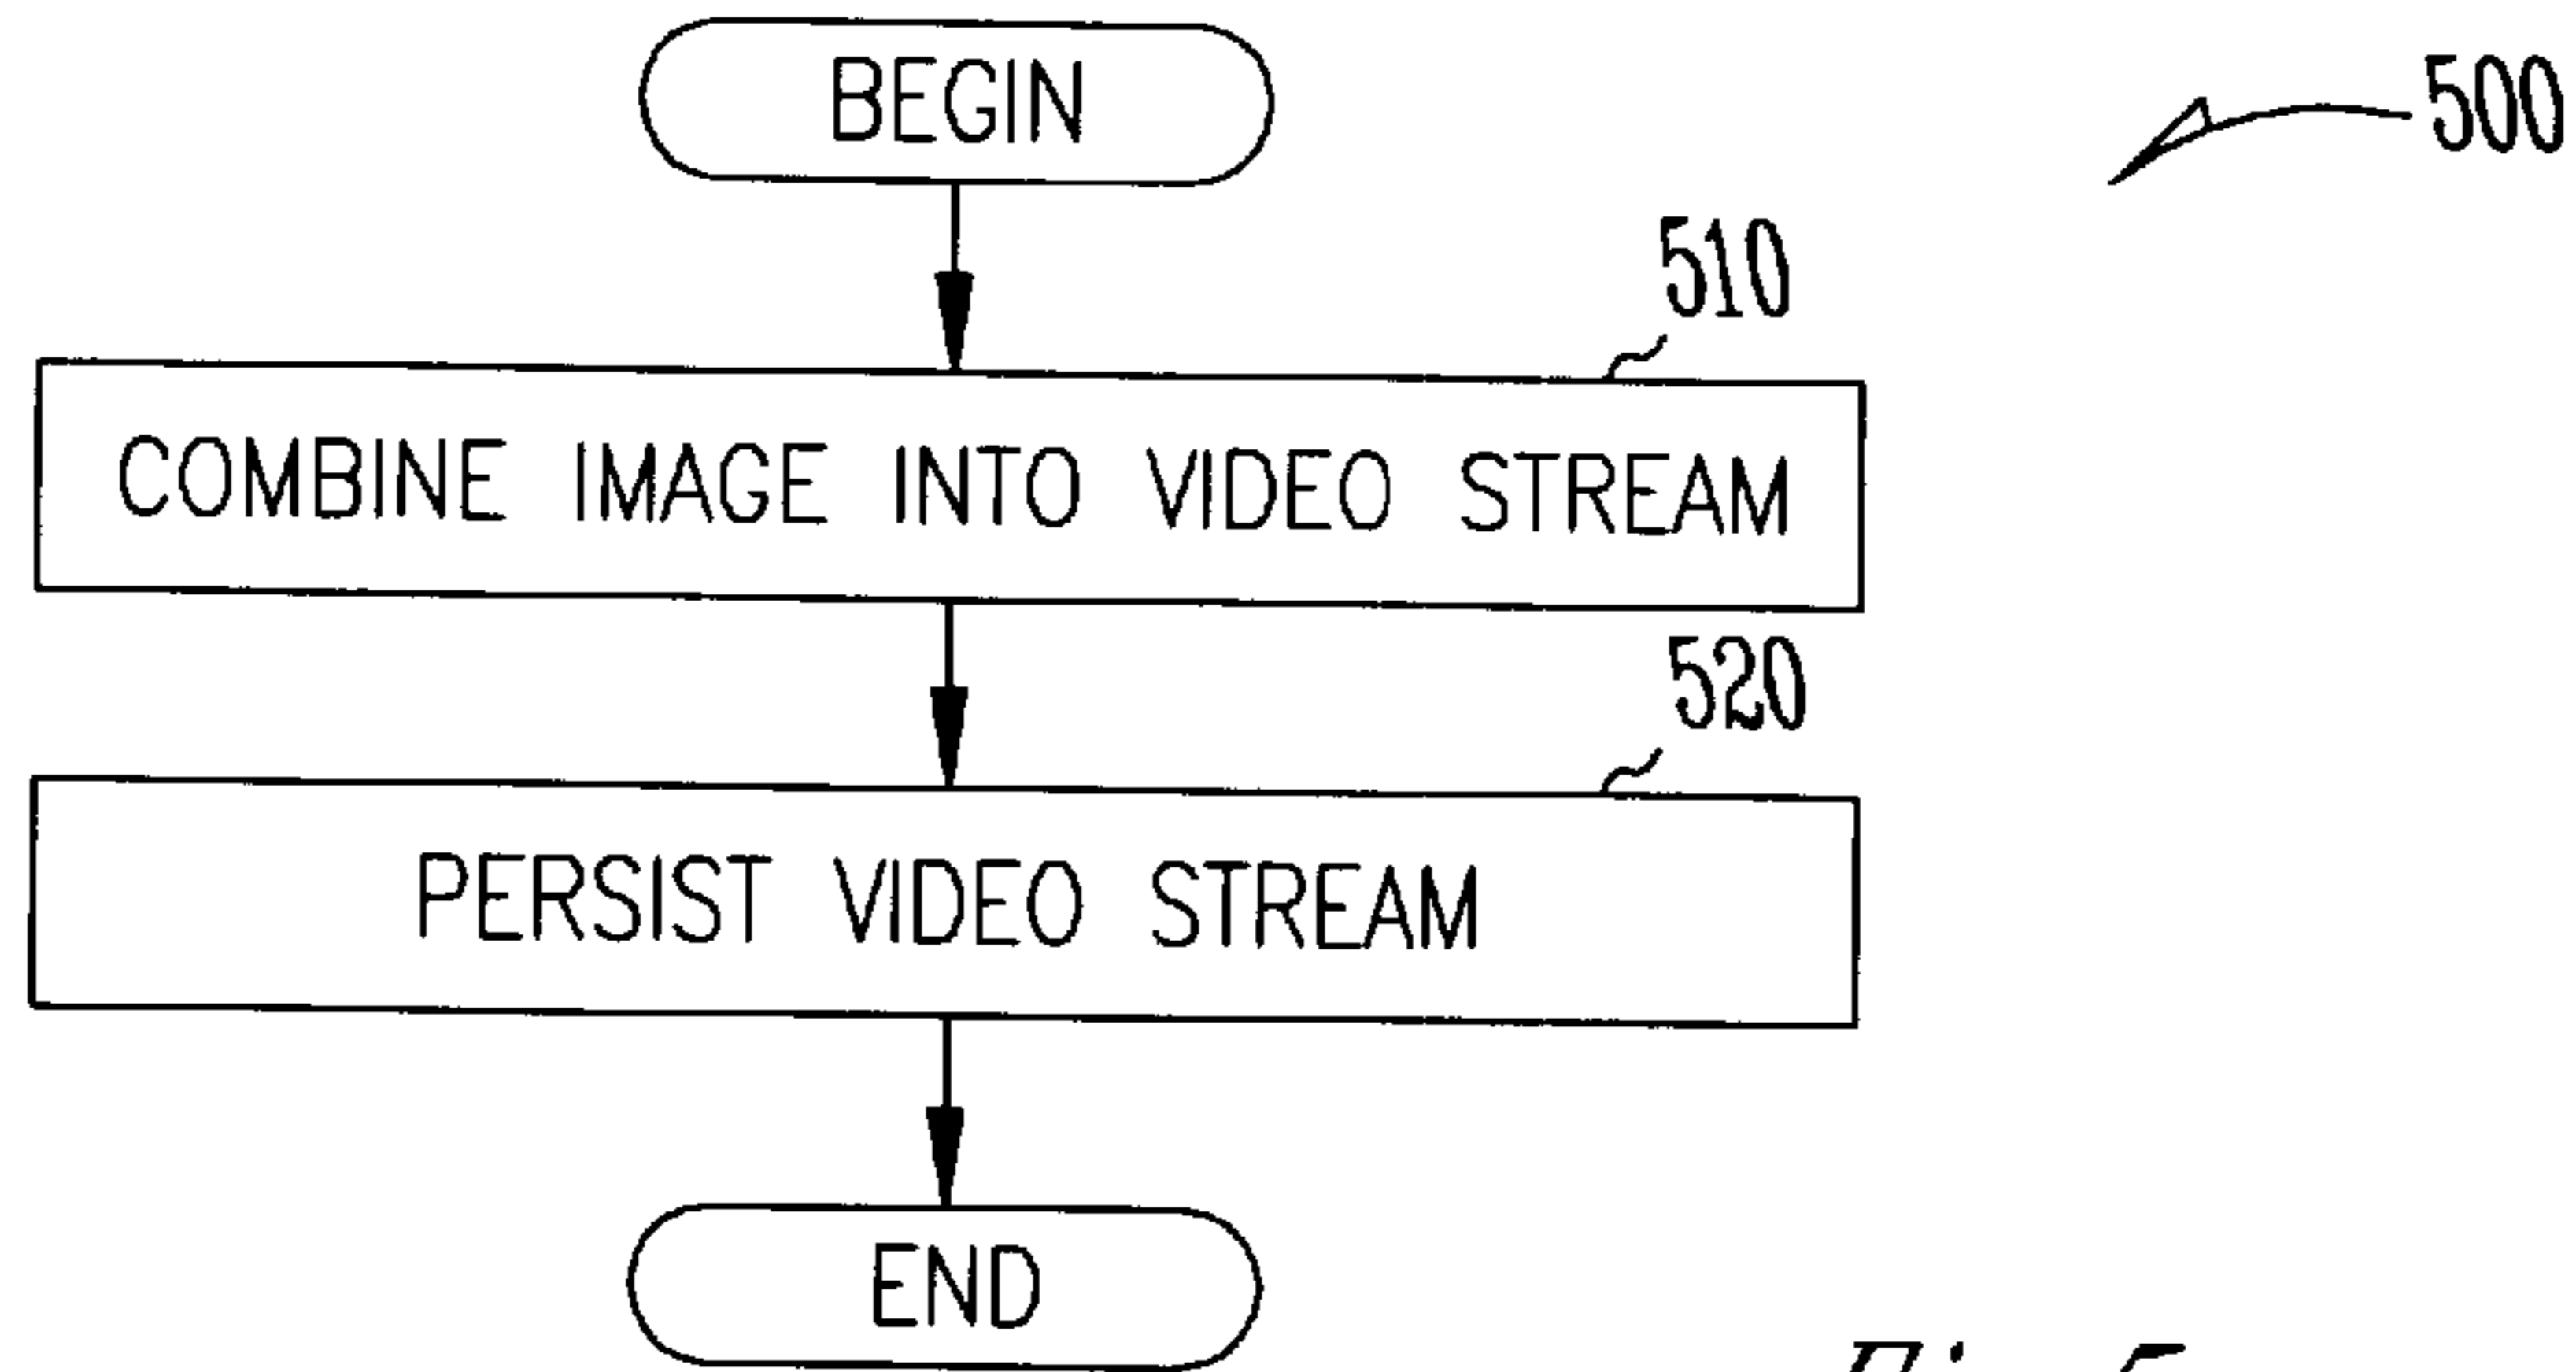 BEGIN
500
510
COMBINE IMAGE INTO VIDEO STREAM
520
PERSIST VIDEO STREAM
END